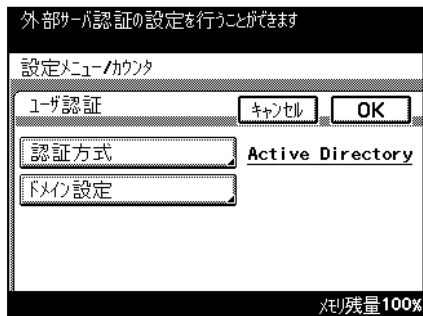 外部ｻｰﾊﾞ認証の設定を行うことができます
設定ﾒﾆｭｰ/ｶｳﾝﾀ
ﾕｰｻﾞ認証
ｷｬﾝｾﾙ
OK
認証方式
Active Directory
ﾄﾞﾒｲﾝ設定
ﾒﾓﾘ残量100%